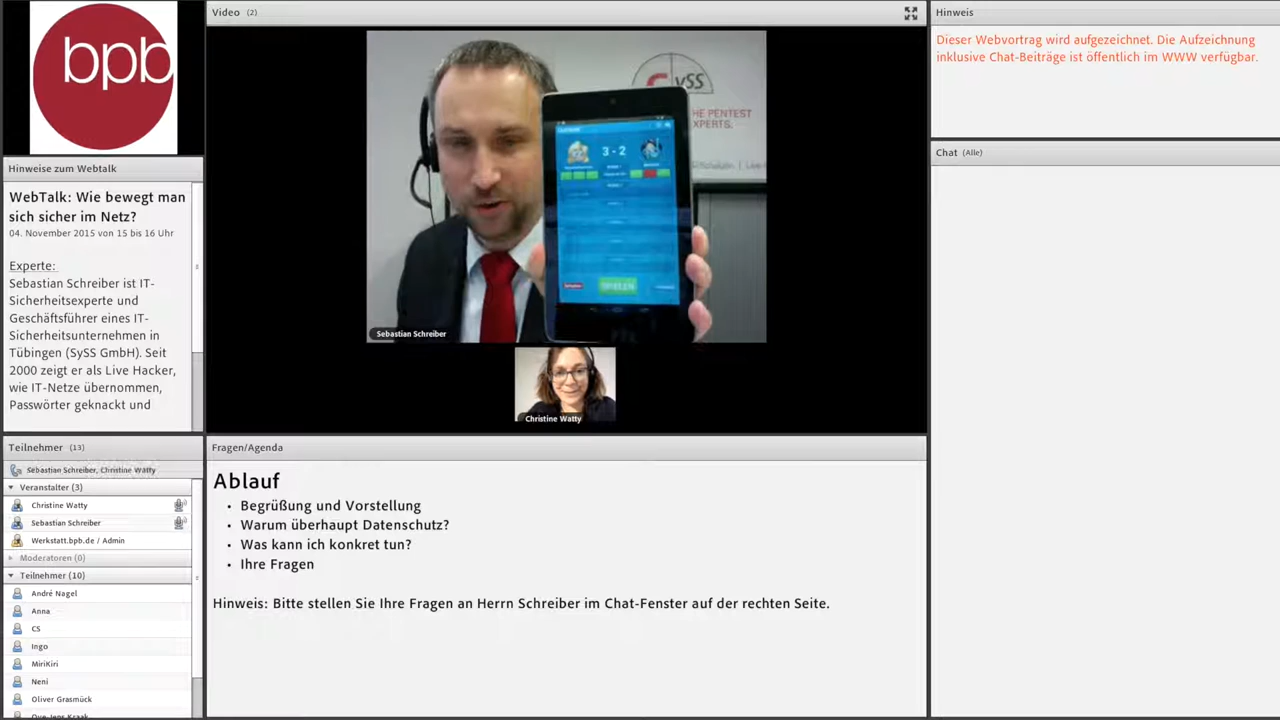 bpb
Hinweise zum Webtalk
WebTalk: Wie bewegt man
sich sicher im Netz?
04. November 2015 von 15 bis 16 Uhr
Experte:
Sebastian Schreiber ist IT-
Sicherheitsexperte und
Geschäftsführer eines IT-
Sicherheitsunternehmen in
Tübingen (SySS GmbH). Seit
2000 zeigt er als Live Hacker,
wie IT-Netze übernommen,
Passwörter geknackt und
Teilnehmer (13)
Sebastian Schreiber, Christine Watty
Veranstalter (3)
Christine Watty
Sebastian Schreiber
Werkstatt.bpb.de / Admin
Moderatoren (0)
Teilnehmer (10)
André Nagel
Anna
CS
Ingo
MiriKiri
Neni
Oliver Grasmück
Video (2)
ySS
HE PENTEST
EXPERTS.
3 - 2
SPIELEN
Sebastian Schreiber
Christine Watty
Fragen/Agenda
Ablauf
• Begrüßung und Vorstellung
• Warum überhaupt Datenschutz?
• Was kann ich konkret tun?
• Ihre Fragen
Hinweis: Bitte stellen Sie Ihre Fragen an Herrn Schreiber im Chat-Fenster auf der rechten Seite.
Hinweis
Dieser Webvortrag wird aufgezeichnet. Die Aufzeichnung
inklusive Chat-Beiträge ist öffentlich im WWW verfügbar.
Chat (Alle)